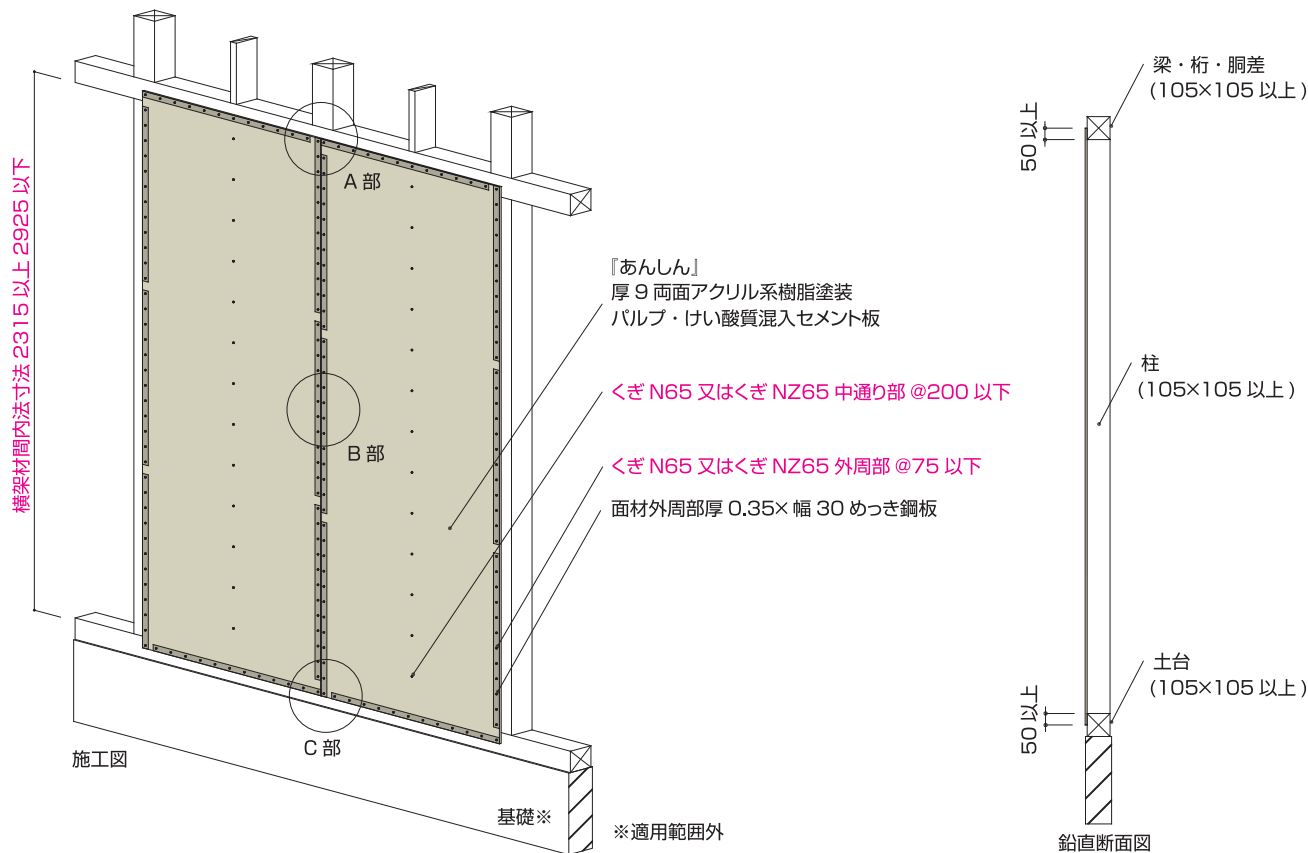 横架材間内法寸法 2315 以上 2925 以下
A 部
B 部
C 部
『あんしん』
厚 9 両面アクリル系樹脂塗装
パルプ・けい酸質混入セメント板
くぎ N65 又はくぎ NZ65 中通り部 @200 以下
くぎ N65 又はくぎ NZ65 外周部 @75 以下
面材外周部厚 0.35× 幅 30 めっき鋼板
施工図
基礎※
※適用範囲外
50 以上
梁・桁・胴差
(105×105 以上 )
柱
(105×105 以上 )
50 以上
土台
(105×105 以上 )
鉛直断面図